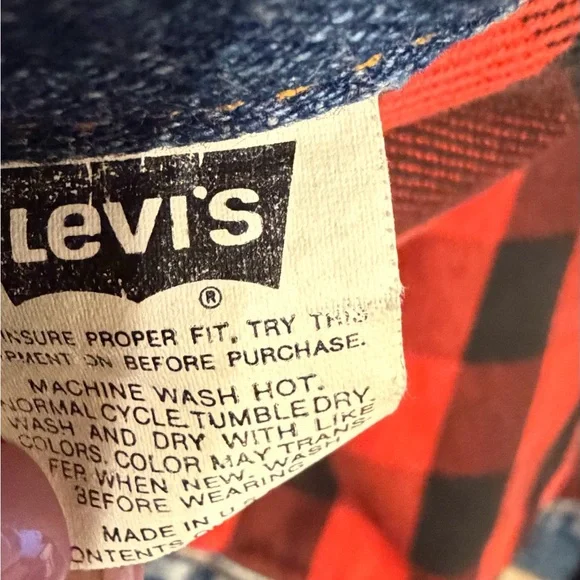 Levi's
®
INSURE PROPER FIT, TRY THIS
ON BEFORE PURCHASE.
MACHINE WASH HOT.
NORMAL CYCLE. TUMBLE DRY.
WASH AND DRY WITH LIKE
COLORS. COLOR MAY TRANS-
FER WHEN NEW. WASH
BEFORE WEARING
MADE IN U.S.